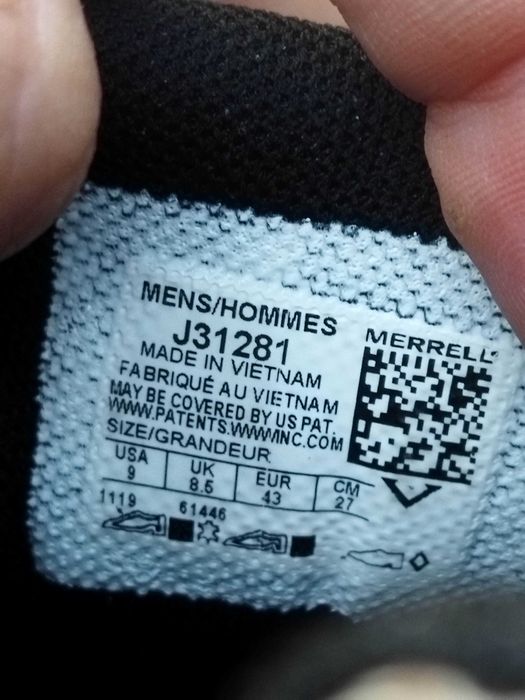 MENS/HOMMES
J31281
MERRELL
MADE IN VIETNAM
FABRIQUÉ AU VIETNAM
MAY BE COVERED BY US PAT.
WWW.PATENTS.WWWINC.COM
SIZE/GRANDEUR
USA UK EUR CM
9 8.5 43 27
1119 61446